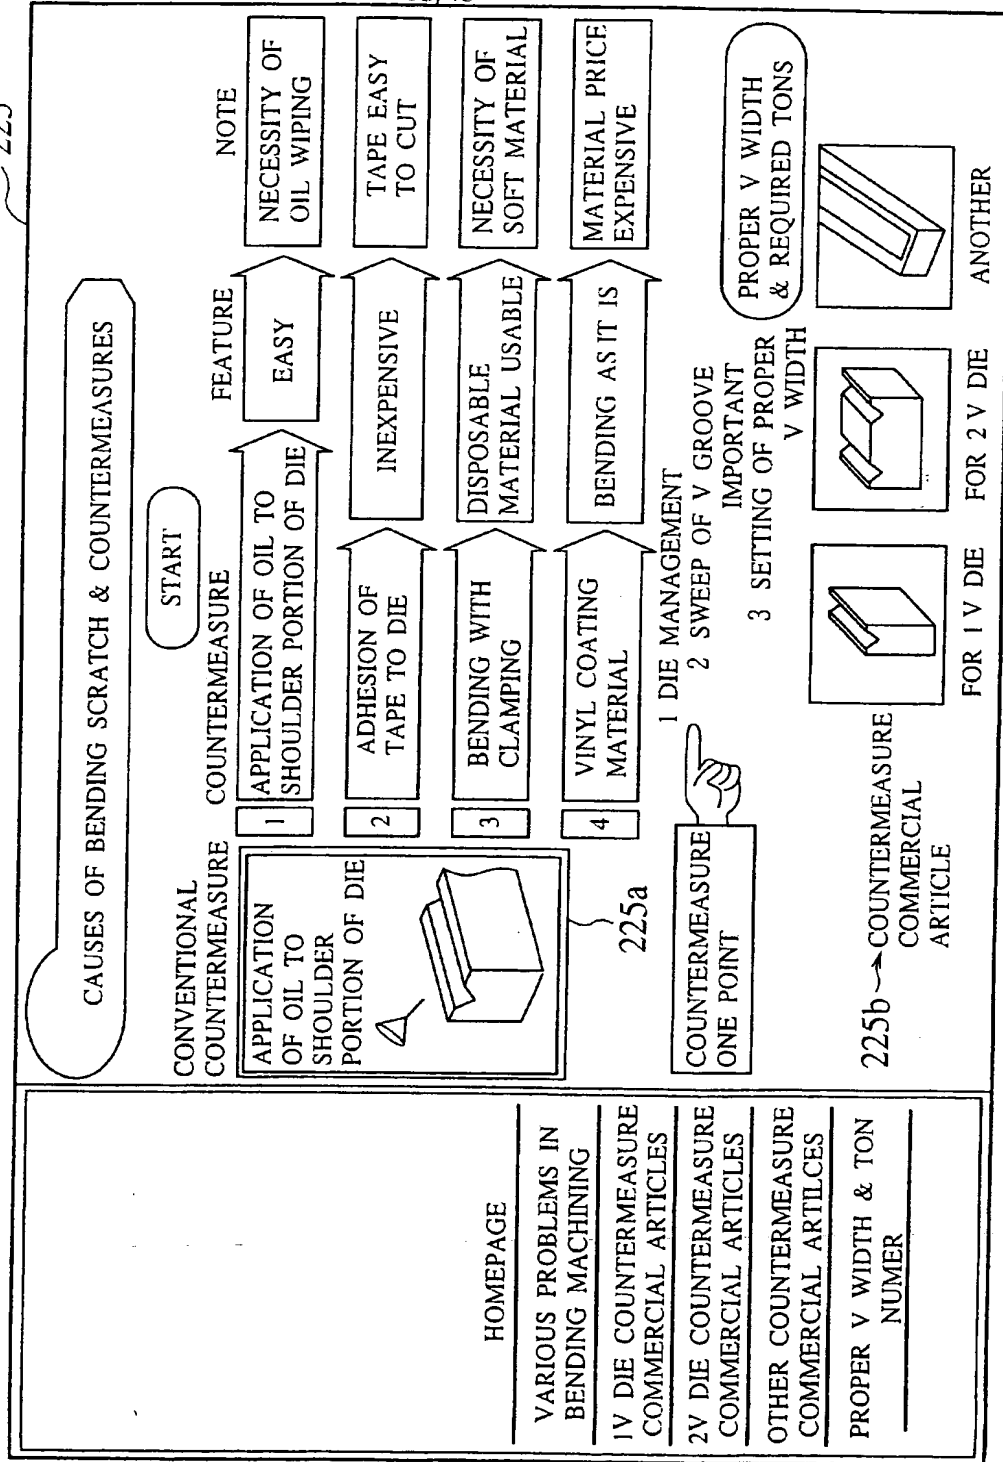 225
CAUSES OF BENDING SCRATCH & COUNTERMEASURES
START
HOMEPAGE
VARIOUS PROBLEMS IN
BENDING MACHINING
1V DIE COUNTERMEASURE
COMMERCIAL ARTICLES
2V DIE COUNTERMEASURE
COMMERCIAL ARTICLES
OTHER COUNTERMEASURE
COMMERCIAL ARTILCES
PROPER V WIDTH & TON
NUMER
CONVENTIONAL
COUNTERMEASURE
APPLICATION
OF OIL TO
SHOULDER
PORTION OF DIE
225a
COUNTERMEASURE
FEATURE
NOTE
1
APPLICATION OF OIL TO
SHOULDER PORTION OF DIE
EASY
NECESSITY OF
OIL WIPING
2
ADHESION OF
TAPE TO DIE
INEXPENSIVE
TAPE EASY
TO CUT
3
BENDING WITH
CLAMPING
DISPOSABLE
MATERIAL USABLE
NECESSITY OF
SOFT MATERIAL
4
VINYL COATING
MATERIAL
BENDING AS IT IS
MATERIAL PRICE
EXPENSIVE
COUNTERMEASURE
ONE POINT
1 DIE MANAGEMENT
2 SWEEP OF V GROOVE
IMPORTANT
3 SETTING OF PROPER
V WIDTH
PROPER V WIDTH
& REQUIRED TONS
225b
COUNTERMEASURE
COMMERCIAL
ARTICLE
FOR 1 V DIE
FOR 2 V DIE
ANOTHER